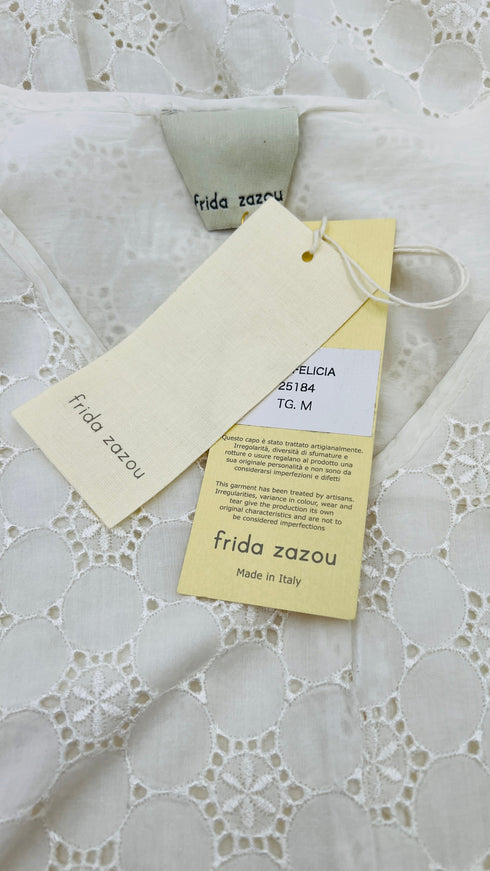 frida zazou
frida zazou
FELICIA
25184
TG. M
Questo capo è stato trattato artigianalmente.
Irregolarità, diversità di sfumature e
rotture o usure regalano al prodotto una
sua originale personalità e non sono da
considerarsi imperfezioni e difetti
This garment has been treated by artisans.
Irregularities, variance in colour, wear and
tear give the production its own
original characteristics and are not to
be considered imperfections
frida zazou
Made in Italy